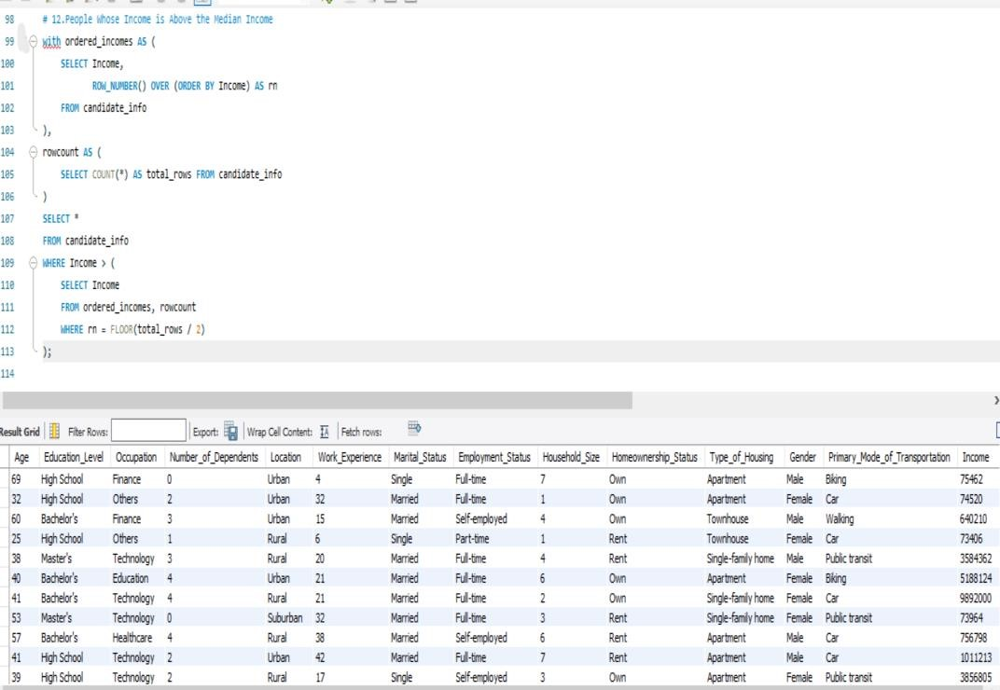 98 # 12.People Whose Income is Above the Median Income
99 with ordered_incomes AS (
100 SELECT Income,
101 ROW_NUMBER() OVER (ORDER BY Income) AS rn
102 FROM candidate_info
103 ),
104 rowcount AS (
105 SELECT COUNT(*) AS total_rows FROM candidate_info
106 )
107 SELECT *
108 FROM candidate_info
109 WHERE Income > (
110 SELECT Income
111 FROM ordered_incomes, rowcount
112 WHERE rn = FLOOR(total_rows / 2)
113 );
114
Result Grid Filter Rows: Export: Wrap Cell Content: IA Fetch rows:
Age Education_Level Occupation Number_of_Dependents Location Work_Experience Marital_Status Employment_Status Household_Size Homeownership_Status Type_of_Housing Gender Primary_Mode_of_Transportation Income
69 High School Finance 0 Urban 4 Single Full-time 7 Own Apartment Male Biking 75462
32 High School Others 2 Urban 32 Married Full-time 1 Own Apartment Female Car 74520
60 Bachelor's Finance 3 Urban 15 Married Self-employed 4 Own Townhouse Male Walking 640210
25 High School Others 1 Rural 6 Single Part-time 1 Rent Townhouse Female Car 73406
38 Master's Technology 3 Rural 20 Married Full-time 4 Rent Single-family home Male Public transit 3584362
40 Bachelor's Education 4 Urban 21 Married Full-time 6 Own Apartment Female Biking 5188124
41 Bachelor's Technology 4 Rural 21 Married Full-time 2 Own Single-family home Female Car 9892000
53 Master's Technology 0 Suburban 32 Married Full-time 3 Rent Single-family home Female Public transit 73964
57 Bachelor's Healthcare 4 Rural 38 Married Self-employed 6 Rent Apartment Male Car 756798
41 High School Technology 2 Urban 42 Married Full-time 7 Rent Apartment Male Car 1011213
39 High School Technology 2 Rural 17 Single Self-employed 3 Own Apartment Female Public transit 3856805